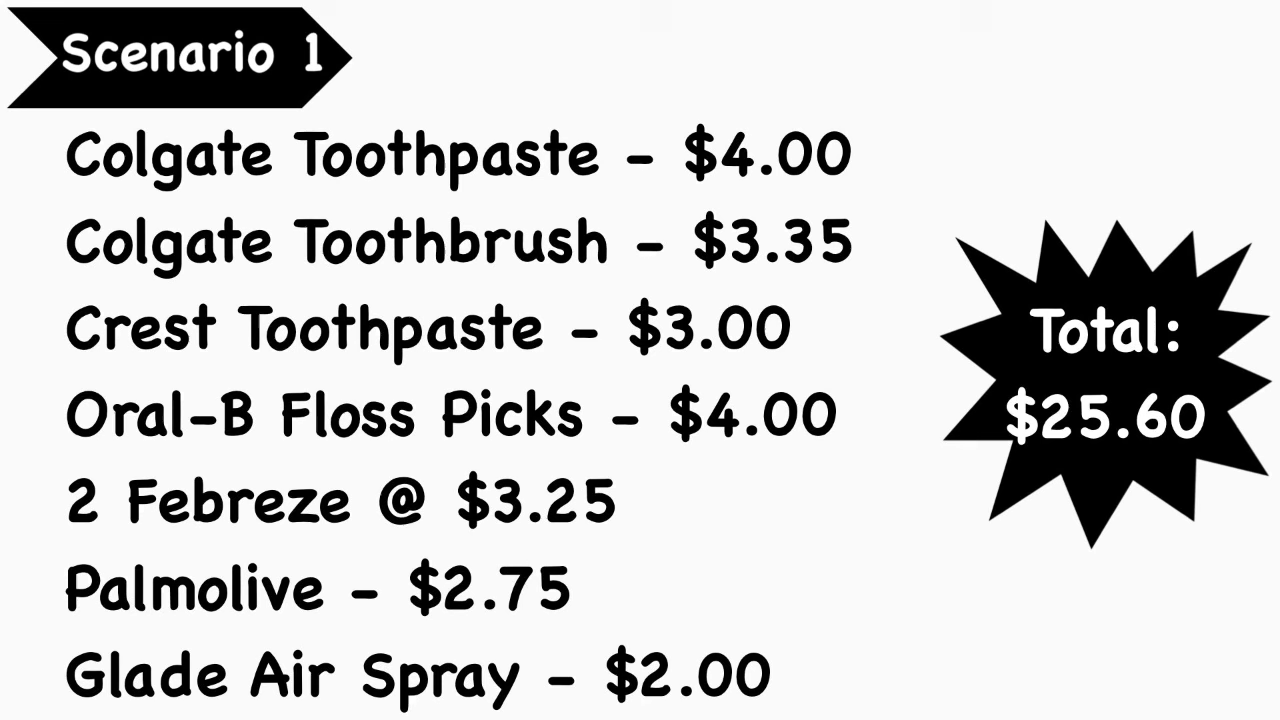 Scenario 1
Colgate Toothpaste - $4.00
Colgate Toothbrush - $3.35
Crest Toothpaste - $3.00
Oral-B Floss Picks - $4.00
2 Febreze @ $3.25
Palmolive - $2.75
Glade Air Spray - $2.00
Total:
$25.60